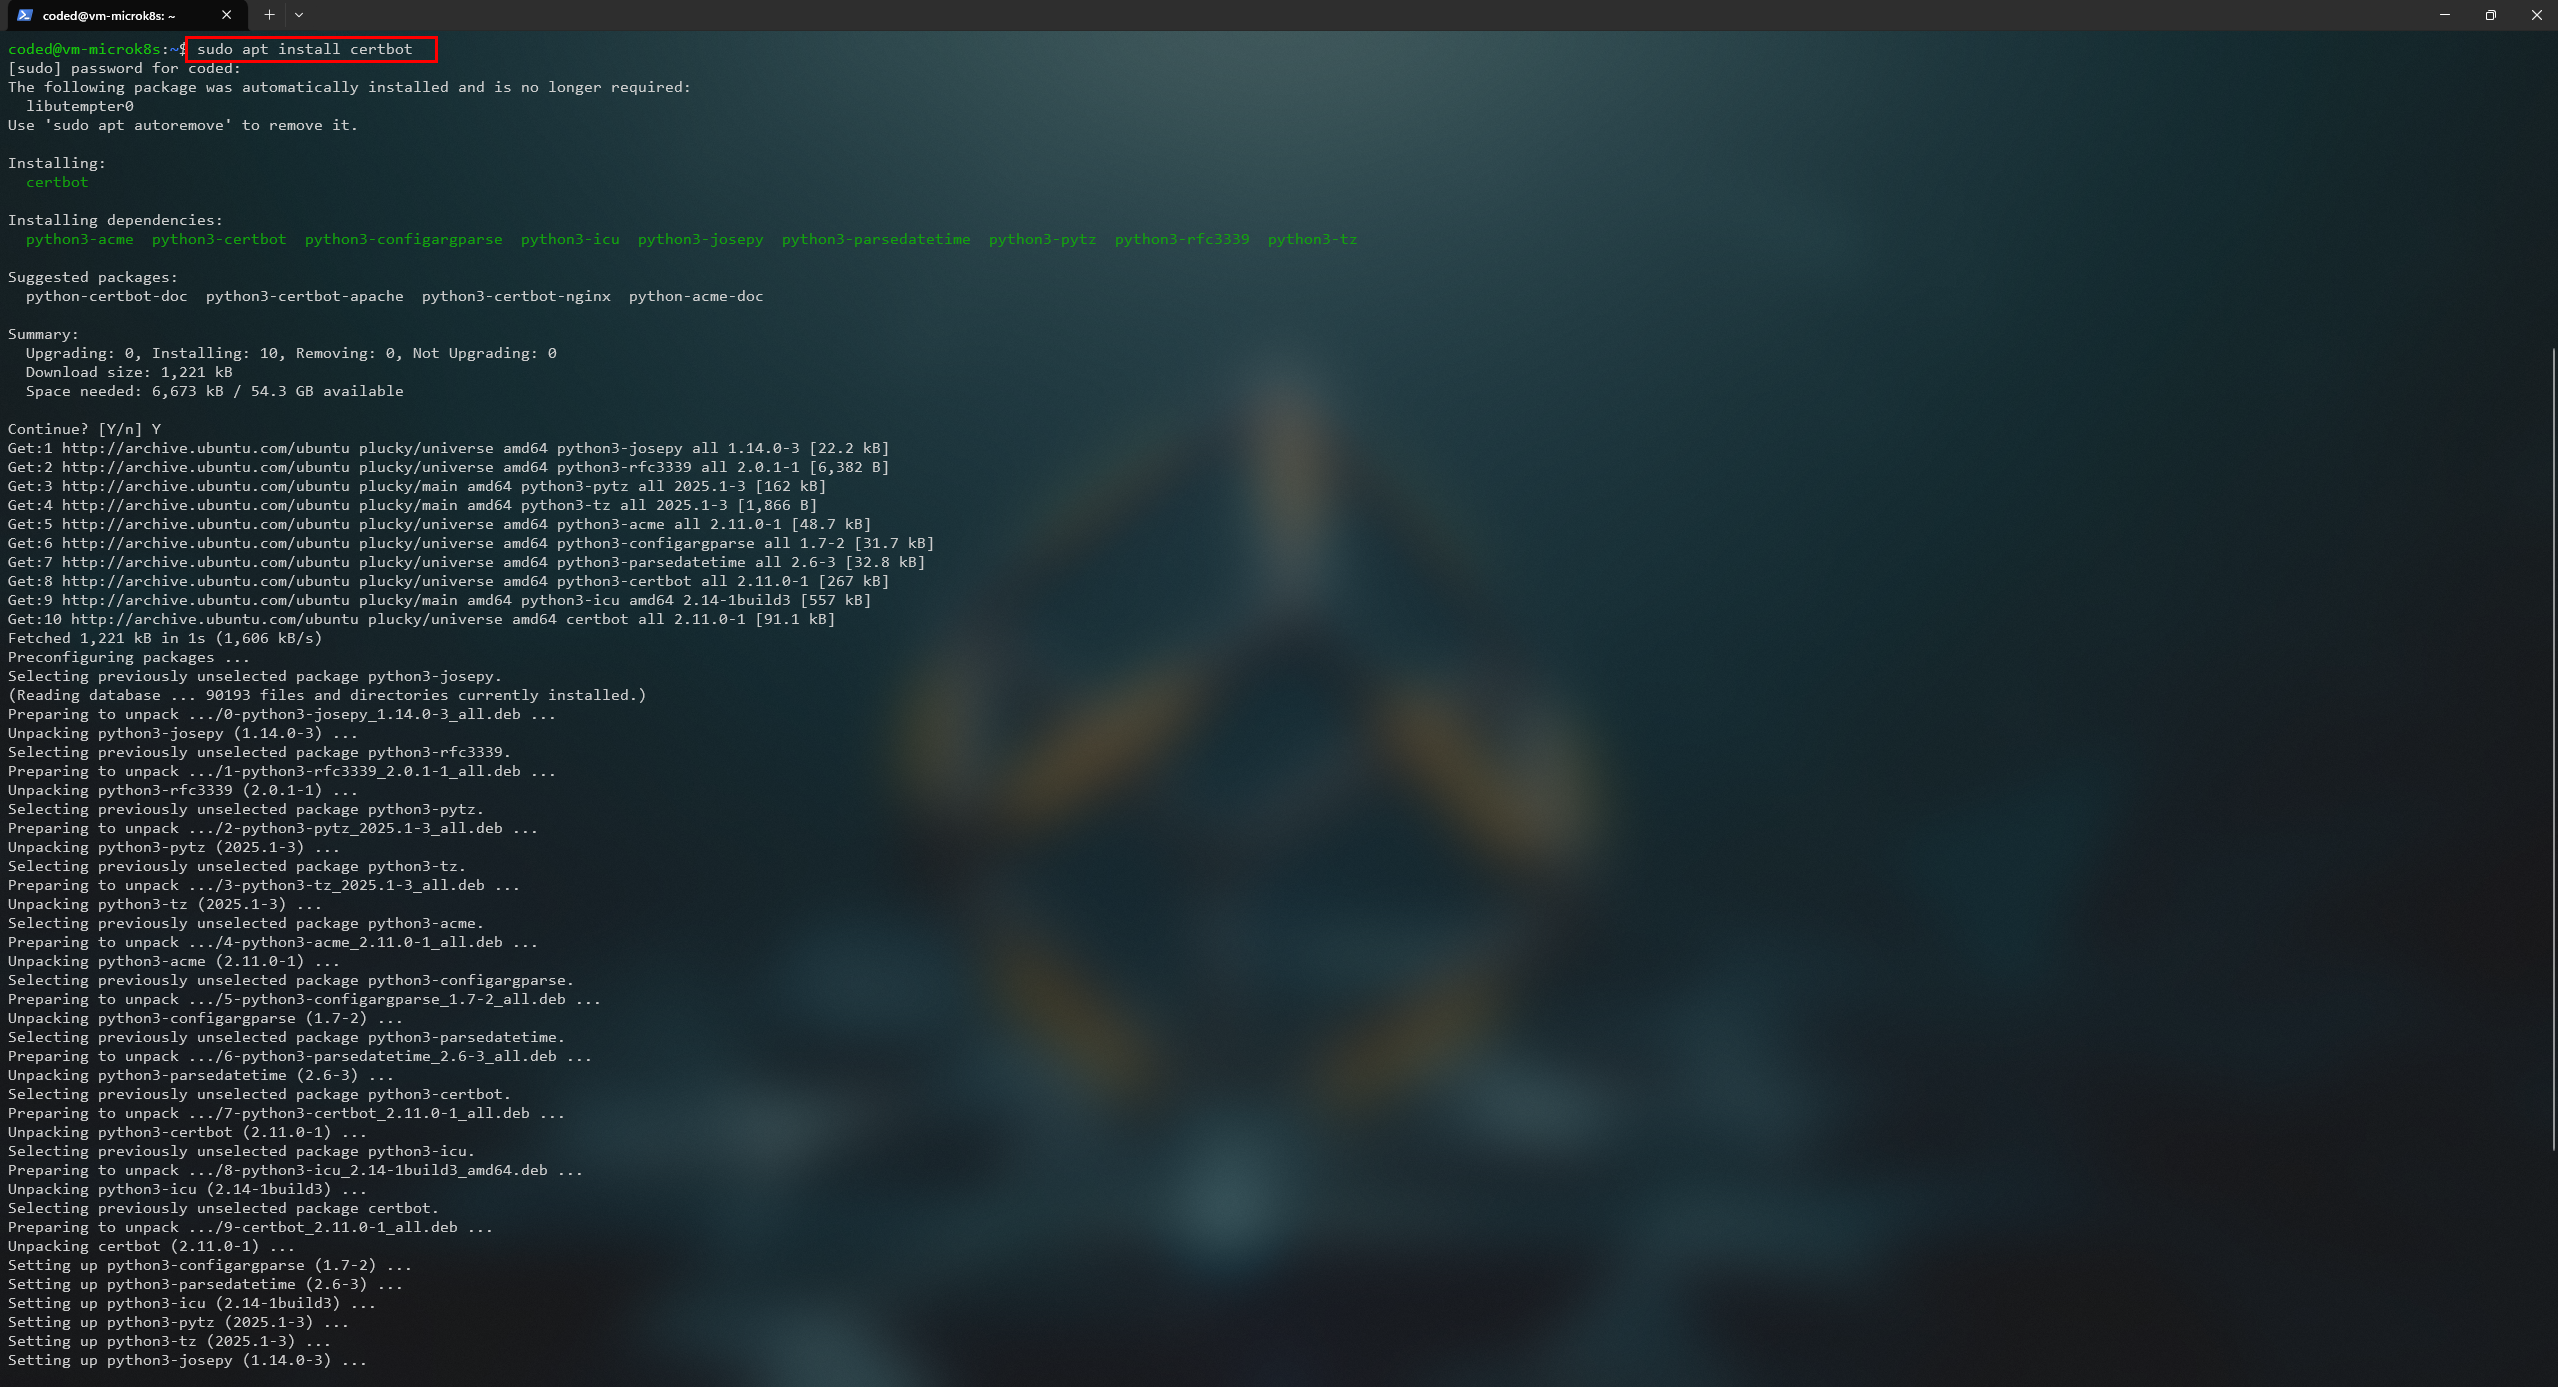 coded@vm-microk8s: ~
coded@vm-microk8s:~$ sudo apt install certbot
[sudo] password for coded:
The following package was automatically installed and is no longer required:
  libutempter0
Use 'sudo apt autoremove' to remove it.

Installing:
  certbot

Installing dependencies:
  python3-acme  python3-certbot  python3-configargparse  python3-icu  python3-josepy  python3-parsedatetime  python3-pytz  python3-rfc3339  python3-tz

Suggested packages:
  python-certbot-doc  python3-certbot-apache  python3-certbot-nginx  python-acme-doc

Summary:
  Upgrading: 0, Installing: 10, Removing: 0, Not Upgrading: 0
  Download size: 1,221 kB
  Space needed: 6,673 kB / 54.3 GB available

Continue? [Y/n] Y
Get:1 http://archive.ubuntu.com/ubuntu plucky/universe amd64 python3-josepy all 1.14.0-3 [22.2 kB]
Get:2 http://archive.ubuntu.com/ubuntu plucky/universe amd64 python3-rfc3339 all 2.0.1-1 [6,382 B]
Get:3 http://archive.ubuntu.com/ubuntu plucky/main amd64 python3-pytz all 2025.1-3 [162 kB]
Get:4 http://archive.ubuntu.com/ubuntu plucky/main amd64 python3-tz all 2025.1-3 [1,866 B]
Get:5 http://archive.ubuntu.com/ubuntu plucky/universe amd64 python3-acme all 2.11.0-1 [48.7 kB]
Get:6 http://archive.ubuntu.com/ubuntu plucky/universe amd64 python3-configargparse all 1.7-2 [31.7 kB]
Get:7 http://archive.ubuntu.com/ubuntu plucky/universe amd64 python3-parsedatetime all 2.6-3 [32.8 kB]
Get:8 http://archive.ubuntu.com/ubuntu plucky/universe amd64 python3-certbot all 2.11.0-1 [267 kB]
Get:9 http://archive.ubuntu.com/ubuntu plucky/main amd64 python3-icu amd64 2.14-1build3 [557 kB]
Get:10 http://archive.ubuntu.com/ubuntu plucky/universe amd64 certbot all 2.11.0-1 [91.1 kB]
Fetched 1,221 kB in 1s (1,606 kB/s)
Preconfiguring packages ...
Selecting previously unselected package python3-josepy.
(Reading database ... 90193 files and directories currently installed.)
Preparing to unpack .../0-python3-josepy_1.14.0-3_all.deb ...
Unpacking python3-josepy (1.14.0-3) ...
Selecting previously unselected package python3-rfc3339.
Preparing to unpack .../1-python3-rfc3339_2.0.1-1_all.deb ...
Unpacking python3-rfc3339 (2.0.1-1) ...
Selecting previously unselected package python3-pytz.
Preparing to unpack .../2-python3-pytz_2025.1-3_all.deb ...
Unpacking python3-pytz (2025.1-3) ...
Selecting previously unselected package python3-tz.
Preparing to unpack .../3-python3-tz_2025.1-3_all.deb ...
Unpacking python3-tz (2025.1-3) ...
Selecting previously unselected package python3-acme.
Preparing to unpack .../4-python3-acme_2.11.0-1_all.deb ...
Unpacking python3-acme (2.11.0-1) ...
Selecting previously unselected package python3-configargparse.
Preparing to unpack .../5-python3-configargparse_1.7-2_all.deb ...
Unpacking python3-configargparse (1.7-2) ...
Selecting previously unselected package python3-parsedatetime.
Preparing to unpack .../6-python3-parsedatetime_2.6-3_all.deb ...
Unpacking python3-parsedatetime (2.6-3) ...
Selecting previously unselected package python3-certbot.
Preparing to unpack .../7-python3-certbot_2.11.0-1_all.deb ...
Unpacking python3-certbot (2.11.0-1) ...
Selecting previously unselected package python3-icu.
Preparing to unpack .../8-python3-icu_2.14-1build3_amd64.deb ...
Unpacking python3-icu (2.14-1build3) ...
Selecting previously unselected package certbot.
Preparing to unpack .../9-certbot_2.11.0-1_all.deb ...
Unpacking certbot (2.11.0-1) ...
Setting up python3-configargparse (1.7-2) ...
Setting up python3-parsedatetime (2.6-3) ...
Setting up python3-icu (2.14-1build3) ...
Setting up python3-pytz (2025.1-3) ...
Setting up python3-tz (2025.1-3) ...
Setting up python3-josepy (1.14.0-3) ...